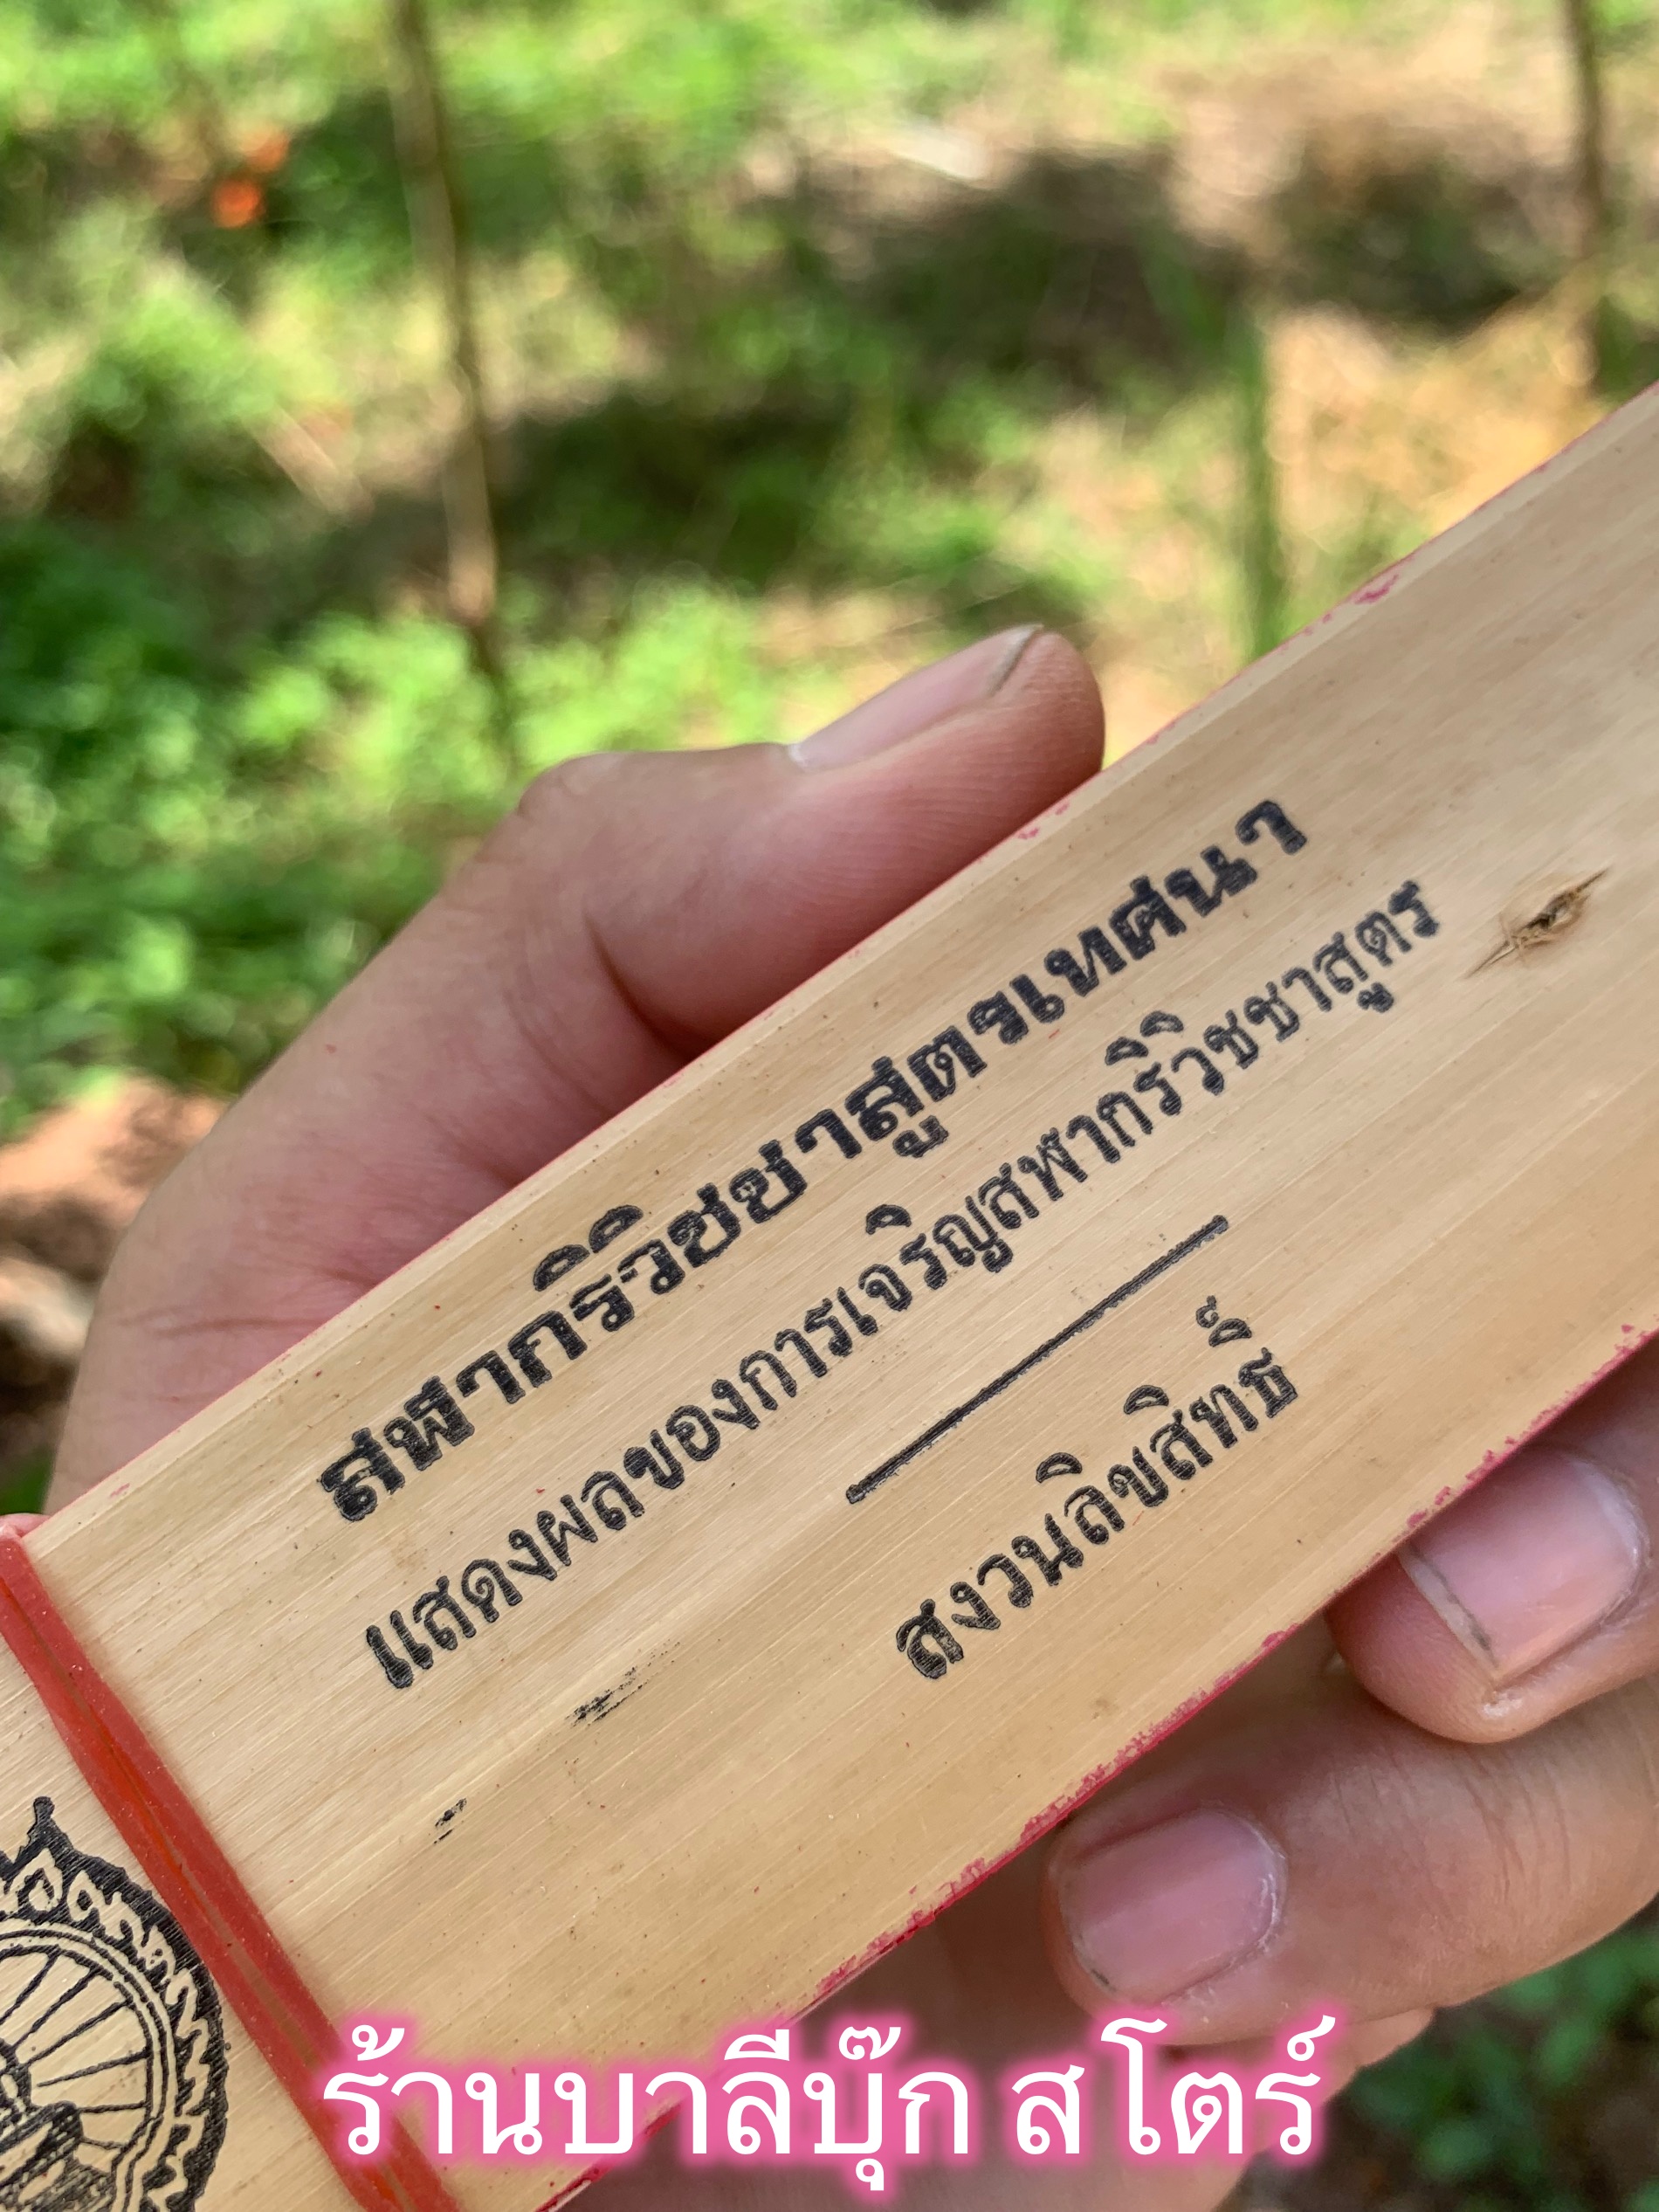 สฬากริวิชชาสูตรเทศนา
แสดงผลของการเจริญสฬากริวิชชาสูตร
สงวนลิขสิทธิ์
ร้านบาลีบุ๊ก สโตร์